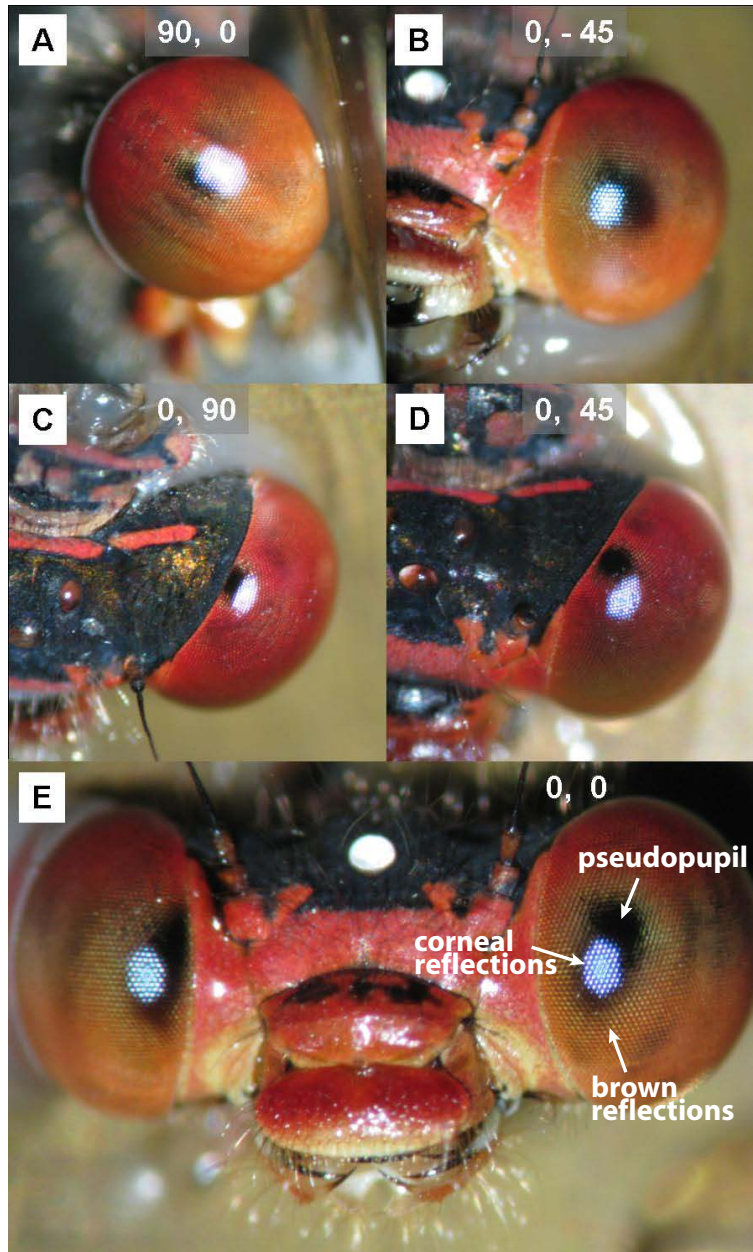 A
90, 0
B
0, - 45
C
0, 90
D
0, 45
E
0, 0
pseudopupil
corneal
reflections
brown
reflections